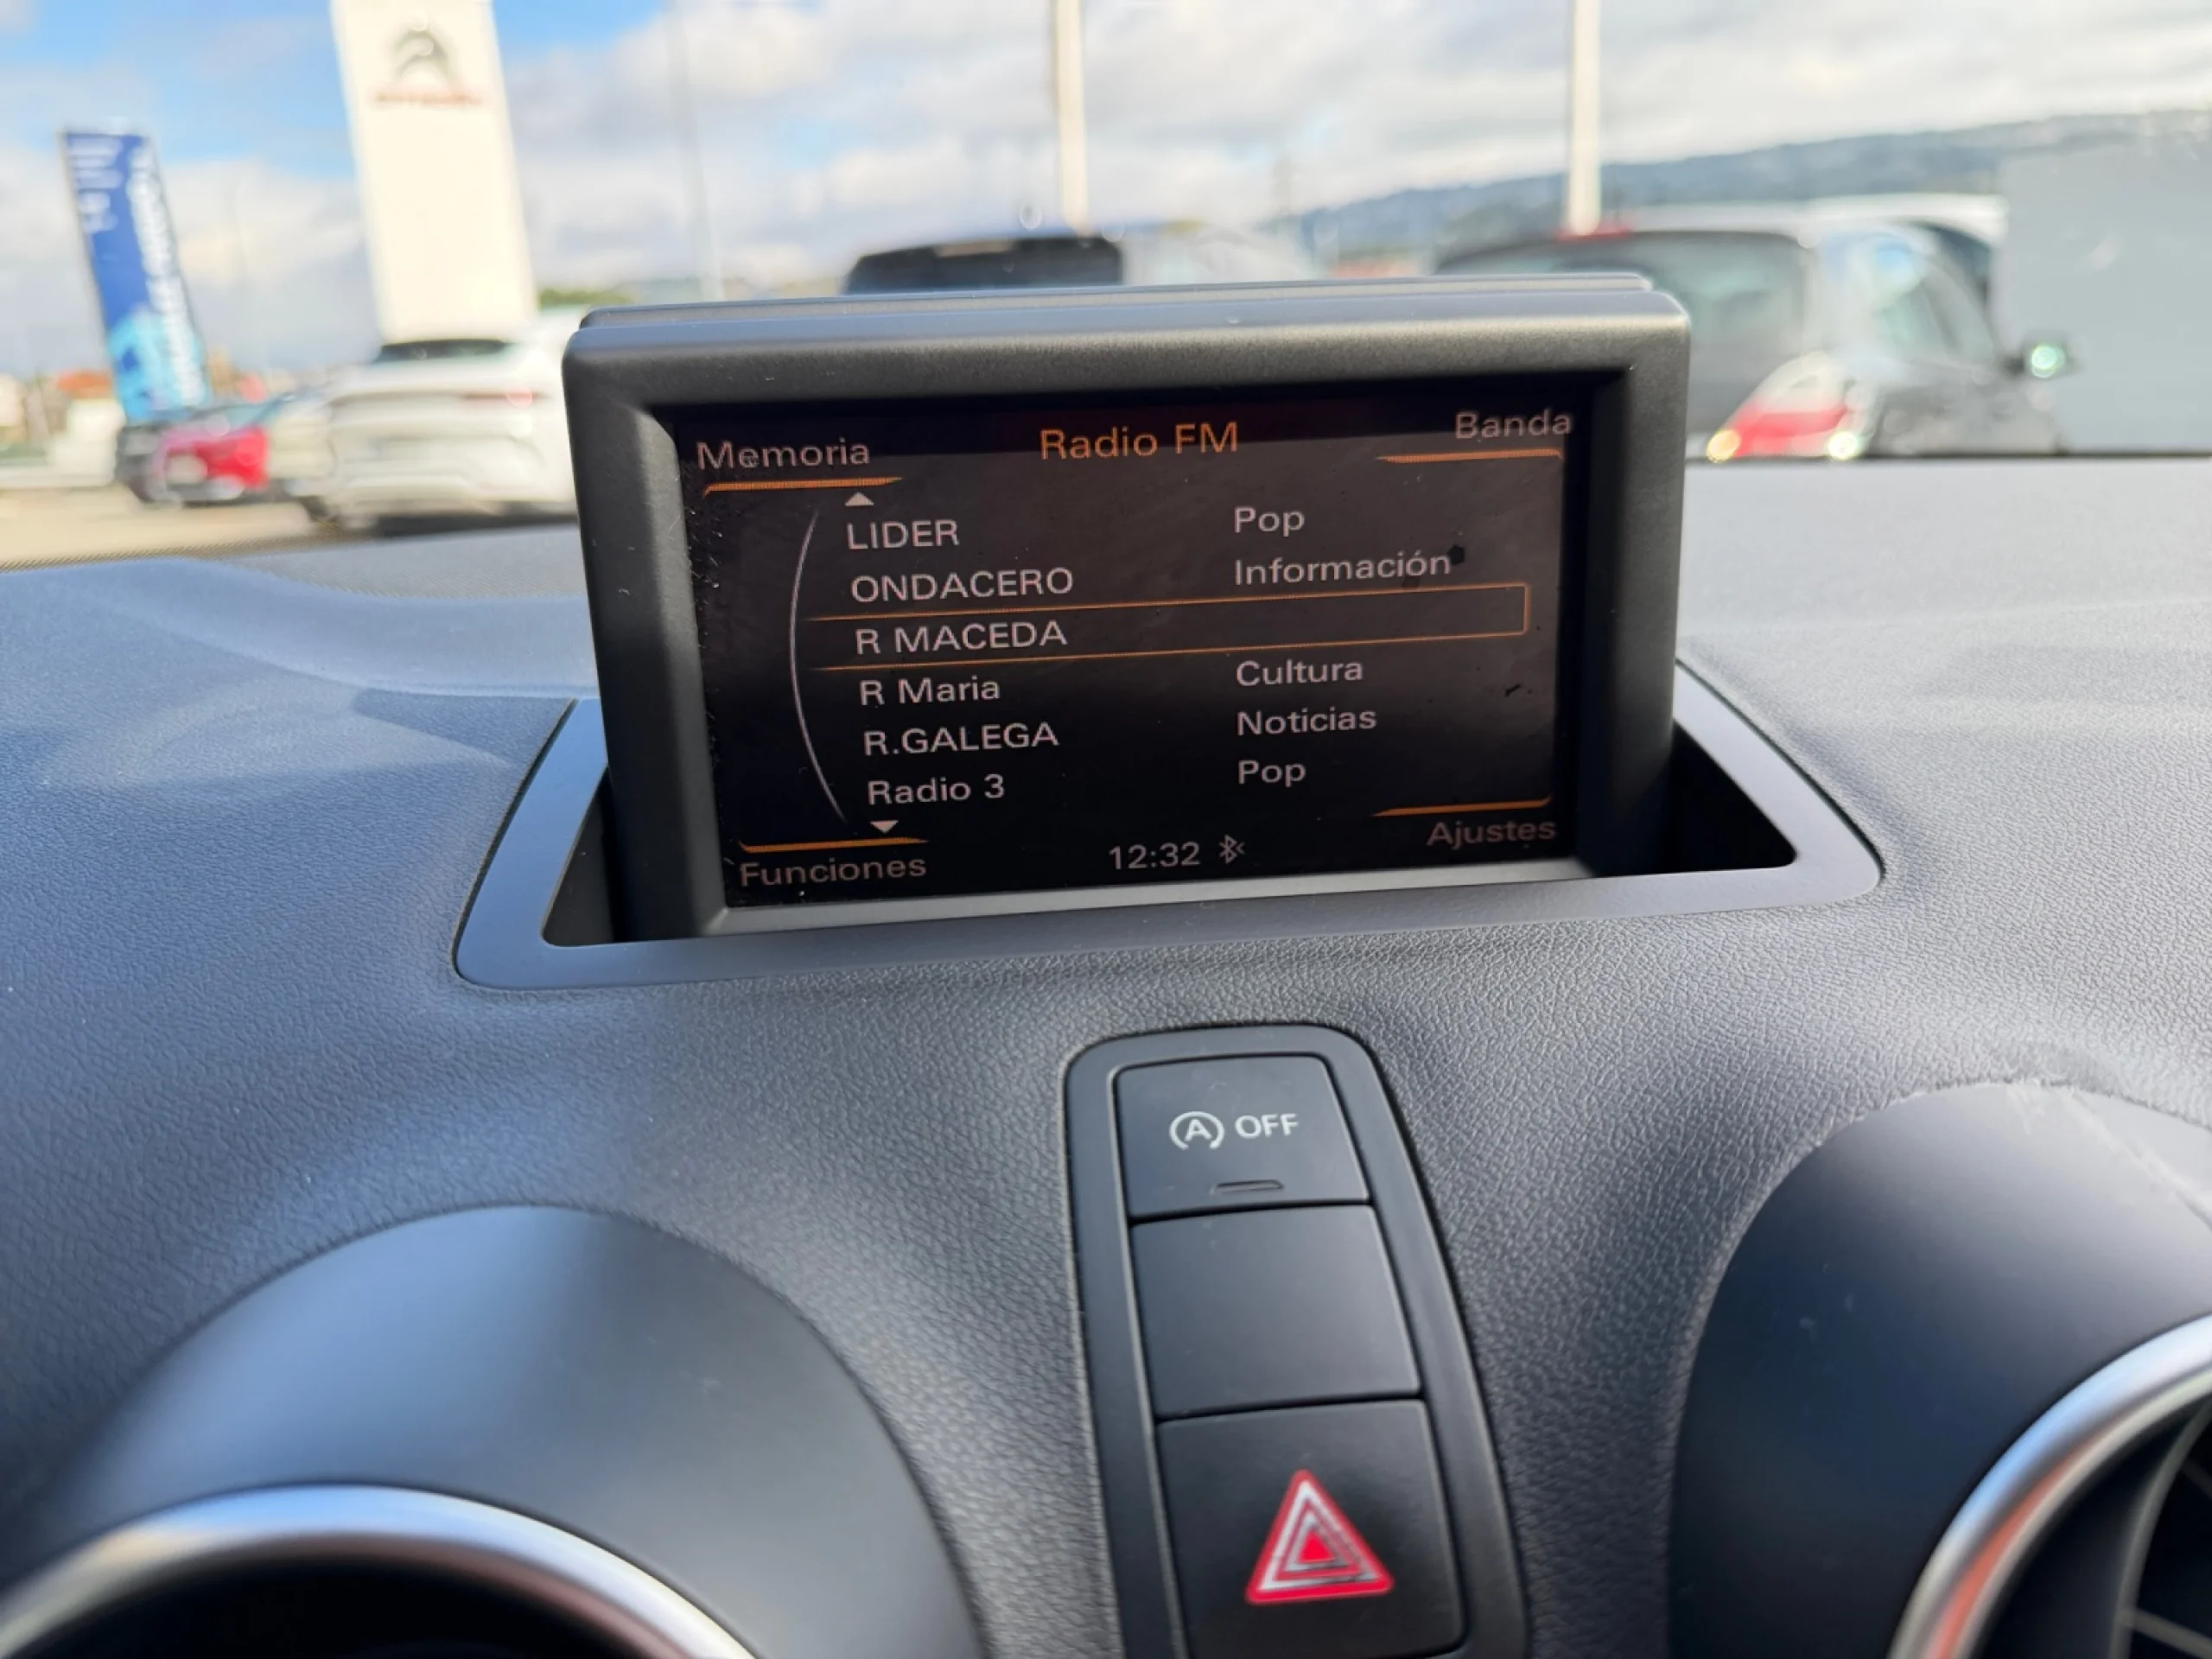 Memoria Radio FM Banda
LIDER Pop
ONDACERO Información
R MACEDA
R Maria Cultura
R.GALEGA Noticias
Radio 3 Pop
Funciones 12:32 Ajustes
A OFF